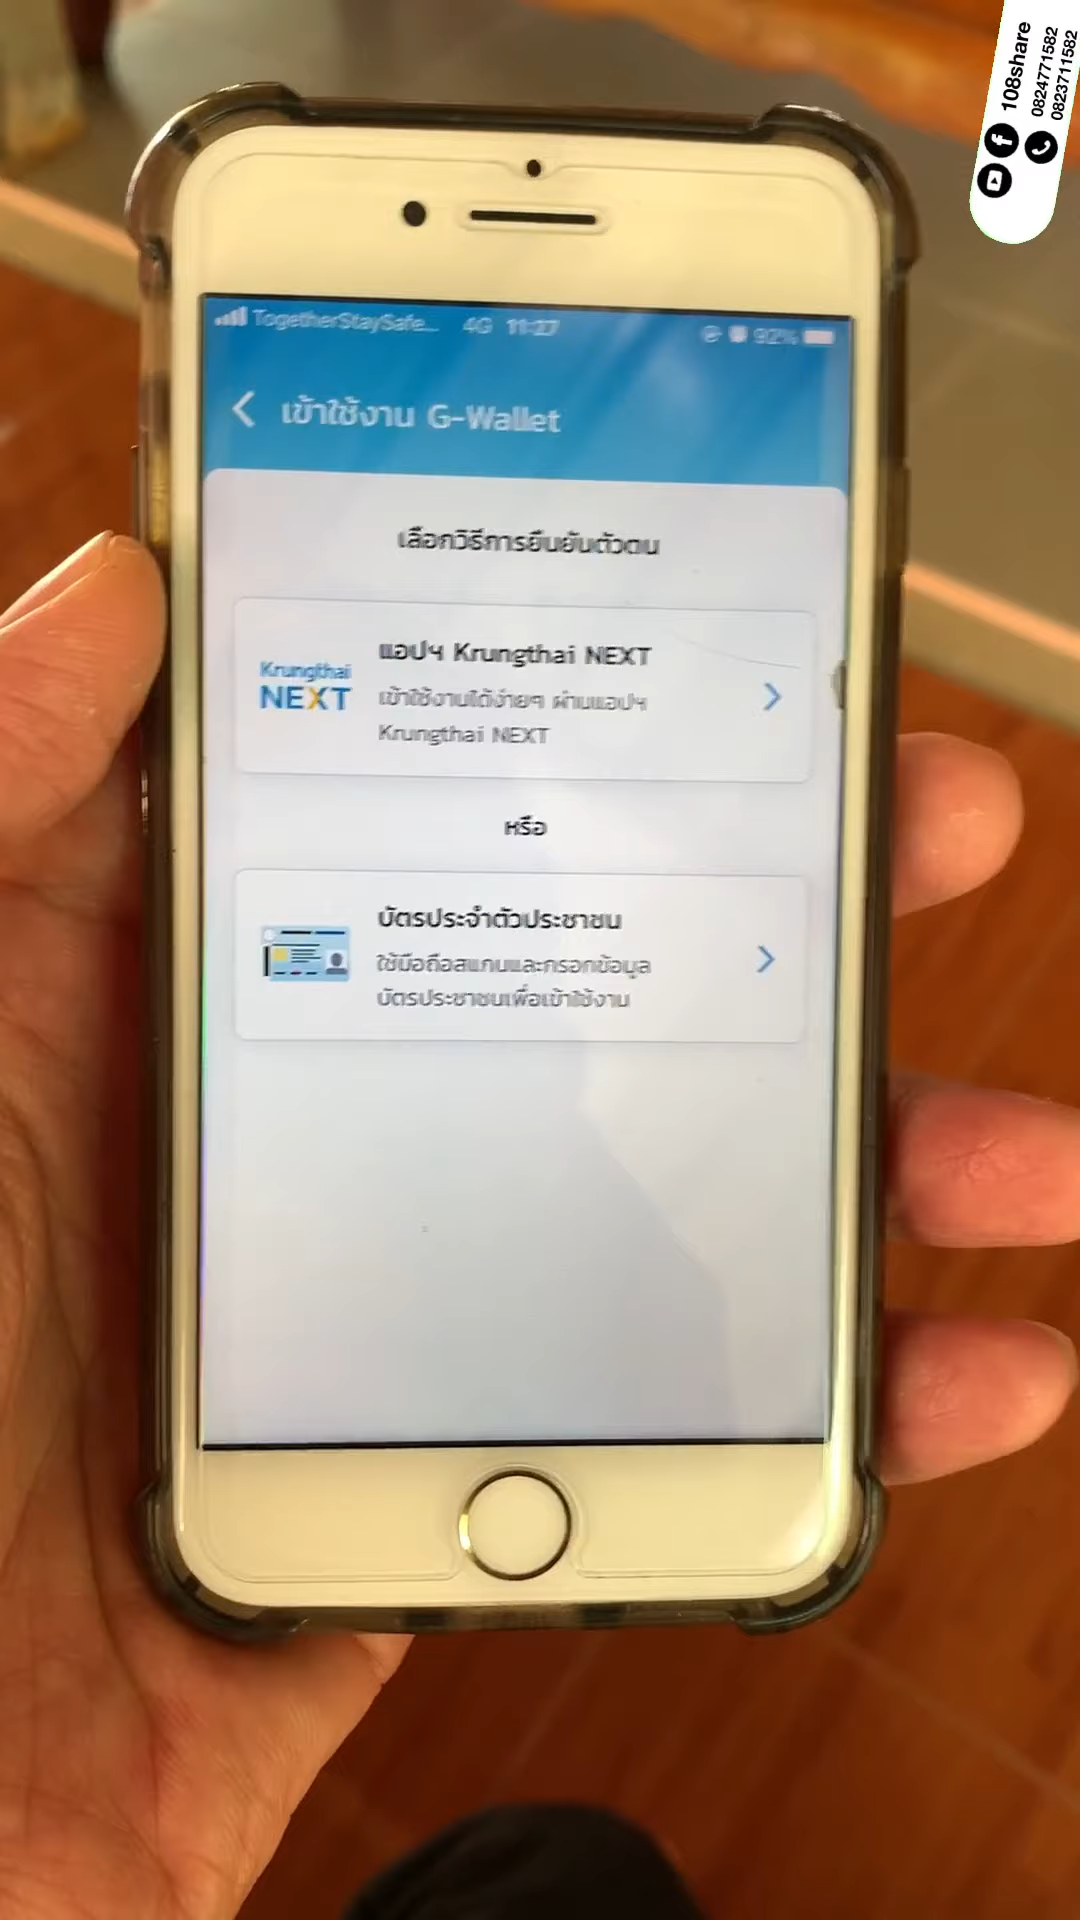 108share
0824771582
0823711582
TogetherStaySafe... 4G 11:27 92%
เข้าใช้งาน G-Wallet
เลือกวิธีการยืนยันตัวตน
Krungthai
NEXT
แอปฯ Krungthai NEXT
เข้าใช้งานได้ง่ายๆ ผ่านแอปฯ
Krungthai NEXT
หรือ
บัตรประจำตัวประชาชน
ใช้มือถือสแกนและกรอกข้อมูล
บัตรประชาชนเพื่อเข้าใช้งาน